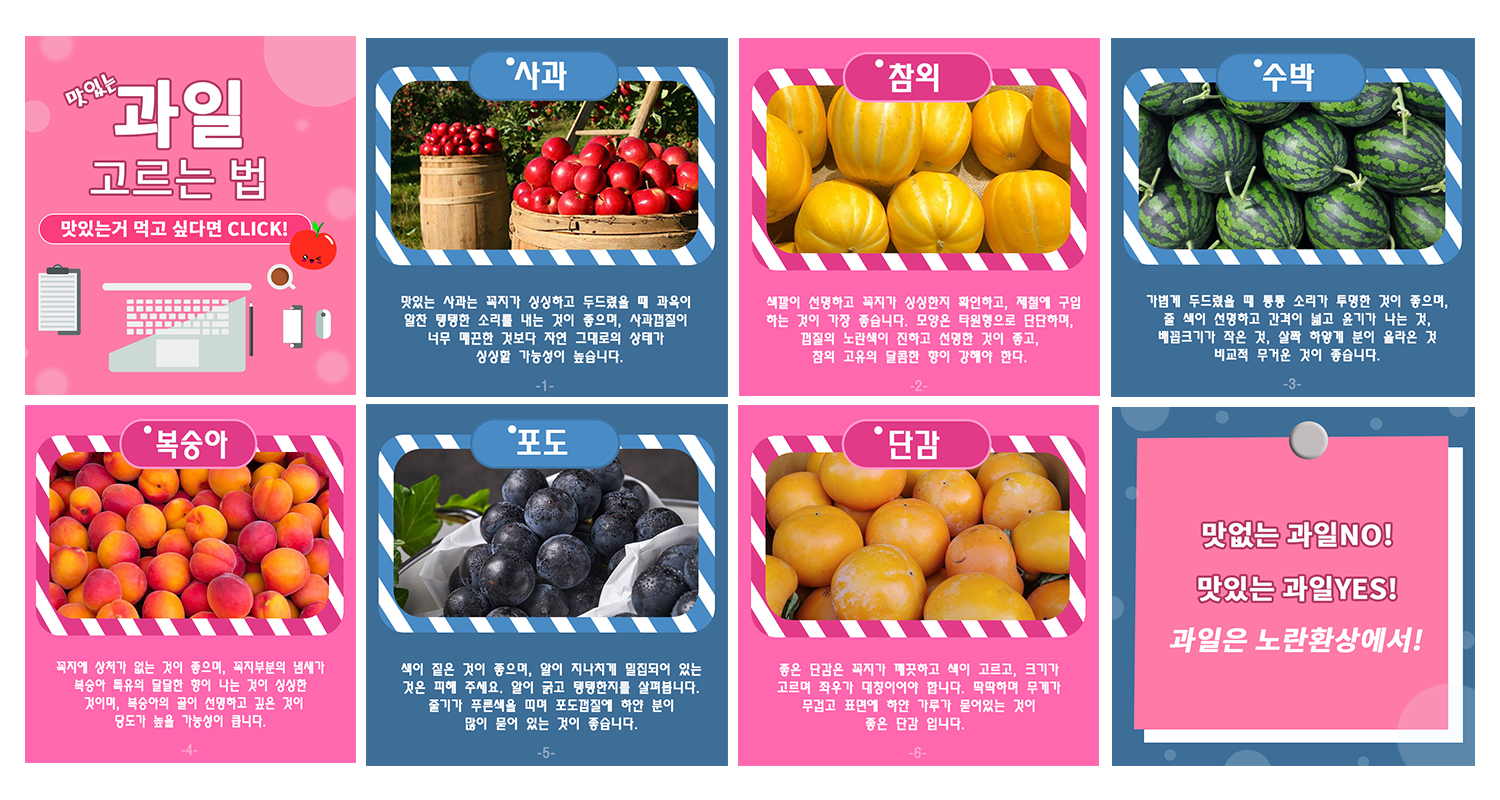 맛있는
과일
고르는 법
맛있는거 먹고 싶다면 CLICK!
사과
맛있는 사과는 꼭지가 싱싱하고 두드렸을 때 과육이
알찬 탱탱한 소리를 내는 것이 좋으며, 사과껍질이
너무 매끈한 것보다 자연 그대로의 상태가
싱싱할 가능성이 높습니다.
-1-
참외
색깔이 선명하고 꼭지가 싱싱한지 확인하고, 제철에 구입
하는 것이 가장 좋습니다. 모양은 타원형으로 단단하며,
껍질의 노란색이 진하고 선명한 것이 좋고,
참외 고유의 달콤한 향이 강해야 한다.
-2-
수박
가볍게 두드렸을 때 통통 소리가 투명한 것이 좋으며,
줄 색이 선명하고 간격이 넓고 윤기가 나는 것,
배꼽크기가 작은 것, 살짝 하얗게 분이 올라온 것
비교적 무거운 것이 좋습니다.
-3-
복숭아
꼭지에 상처가 없는 것이 좋으며, 꼭지부분의 냄새가
복숭아 특유의 달달한 향이 나는 것이 싱싱한
것이며, 복숭아의 골이 선명하고 깊은 것이
당도가 높을 가능성이 큽니다.
-4-
포도
색이 짙은 것이 좋으며, 알이 지나치게 밀집되어 있는
것은 피해 주세요. 알이 굵고 탱탱한지를 살펴봅니다.
줄기가 푸른색을 띠며 포도껍질에 하얀 분이
많이 묻어 있는 것이 좋습니다.
-5-
단감
좋은 단감은 꼭지가 깨끗하고 색이 고르고, 크기가
고르며 좌우가 대칭이어야 합니다. 딱딱하며 무게가
무겁고 표면에 하얀 가루가 묻어있는 것이
좋은 단감 입니다.
-6-
맛없는 과일NO!
맛있는 과일YES!
과일은 노란환상에서!